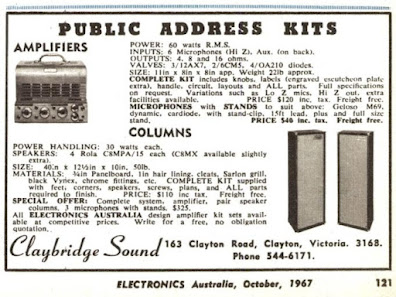 PUBLIC ADDRESS KITS
AMPLIFIERS
POWER: 60 watts R.M.S.
INPUTS: 6 Microphones (Hi Z), Aux. (on back).
OUTPUTS: 4, 8 and 16 ohms.
VALVES: 3/12AX7, 2/6CM5, 4/OA210 diodes.
SIZE: 11in x 8in x 8in app. Weight 22lb approx.
COMPLETE KIT includes knobs, labels (engraved escutcheon plate
extra), handle, circuit, layouts and ALL parts. Full specifications
on request. Variations such as Lo Z mics, Hi Z out, extra
facilities available. PRICE $120 inc. tax. Freight free.
MICROPHONES with STANDS to suit above: Geloso M69,
dynamic, cardiode, with stand-clip, 15ft lead, plus and full size
stand. PRICE $46 inc. tax. Freight free.
COLUMNS
POWER HANDLING: 30 watts each.
SPEAKERS: 4 Rola C8MPA/15 each (C8MX available slightly
extra).
SIZE: 40in x 12½in x 10in, 50lb.
MATERIALS: ¾in Panelboard, 1in hair lining, cleats, Sarlon grill,
black Vynex, chrome fittings, etc. COMPLETE KIT supplied
with feet, corners, speakers, screws, plans, and ALL parts
required to finish. PRICE: $110 inc. tax. Freight free.
SPECIAL OFFER: Complete system, amplifier, pair speaker
columns, 3 microphones with stands. $325.
All ELECTRONICS AUSTRALIA design amplifier kit sets avail-
able at competitive prices. Write for a free, no obligation
quotation.
Claybridge Sound 163 Clayton Road, Clayton, Victoria. 3168.
Phone 544-6171.
ELECTRONICS Australia, October, 1967 121